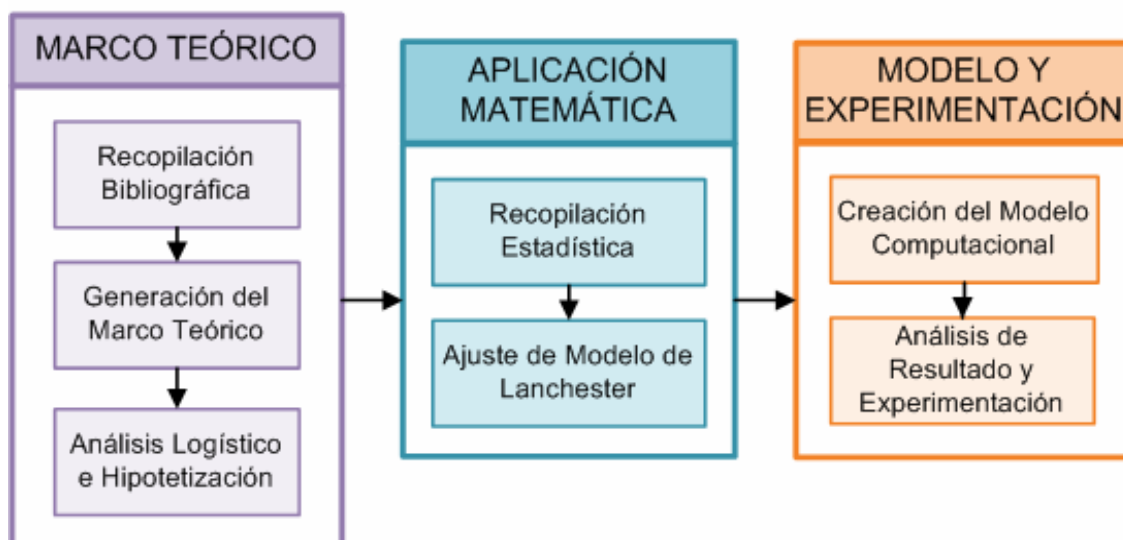 MARCO TEÓRICO
Recopilación
Bibliográfica
Generación del
Marco Teórico
Análisis Logístico
e Hipotetización
APLICACIÓN
MATEMÁTICA
Recopilación
Estadística
Ajuste de Modelo de
Lanchester
MODELO Y
EXPERIMENTACIÓN
Creación del Modelo
Computacional
Análisis de
Resultado y
Experimentación